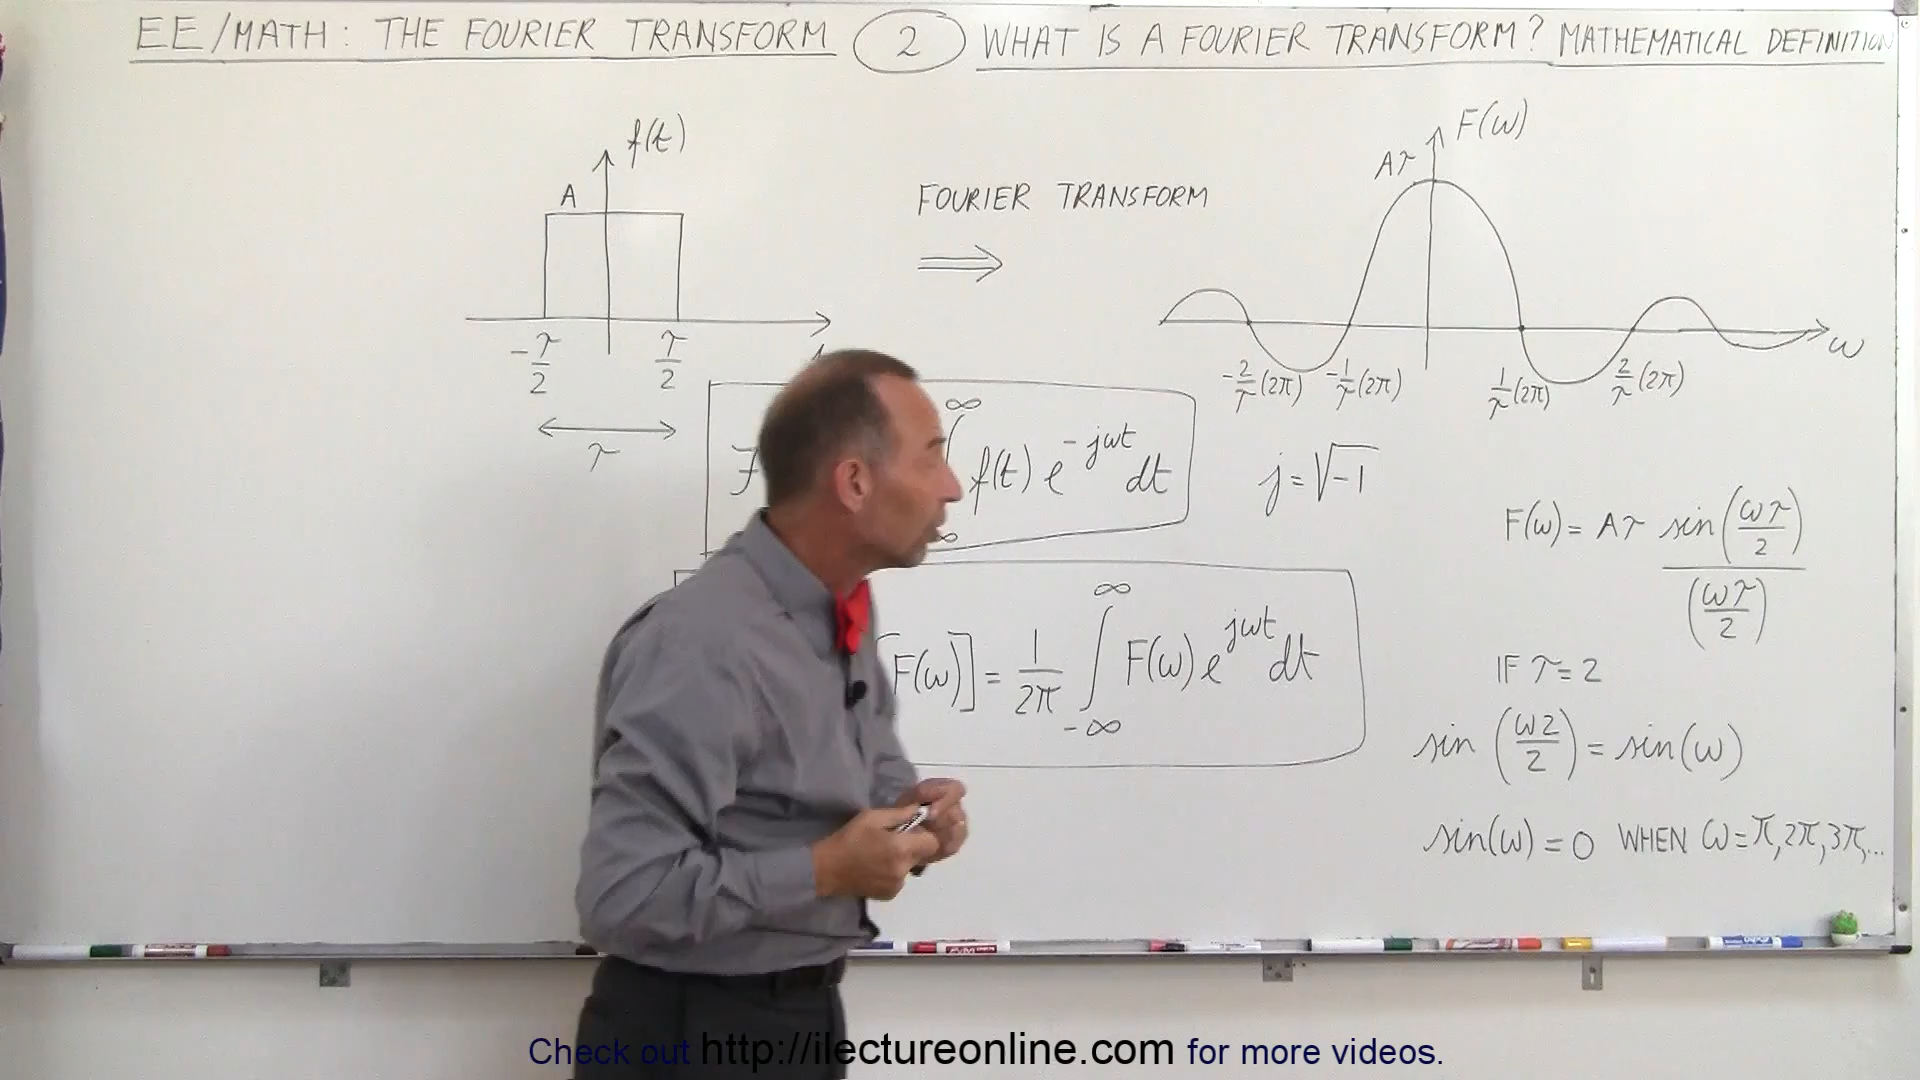 EE/MATH: THE FOURIER TRANSFORM 2 WHAT IS A FOURIER TRANSFORM? MATHEMATICAL DEFINITION
f(t)
A
-τ/2 τ/2
τ
FOURIER TRANSFORM
⇒
F(ω)
Aτ
ω
-2/τ(2π) -1/τ(2π) 1/τ(2π) 2/τ(2π)
∞
∫ f(t) e^-jωt dt
j = √-1
F(ω) = Aτ sin(ωτ/2) / (ωτ/2)
[F(ω)] = 1/2π ∫_-∞^∞ F(ω) e^jωt dt
IF τ = 2
sin (ω2/2) = sin(ω)
sin(ω) = 0 WHEN ω = π, 2π, 3π, ...
Check out http://ilectureonline.com for more videos.